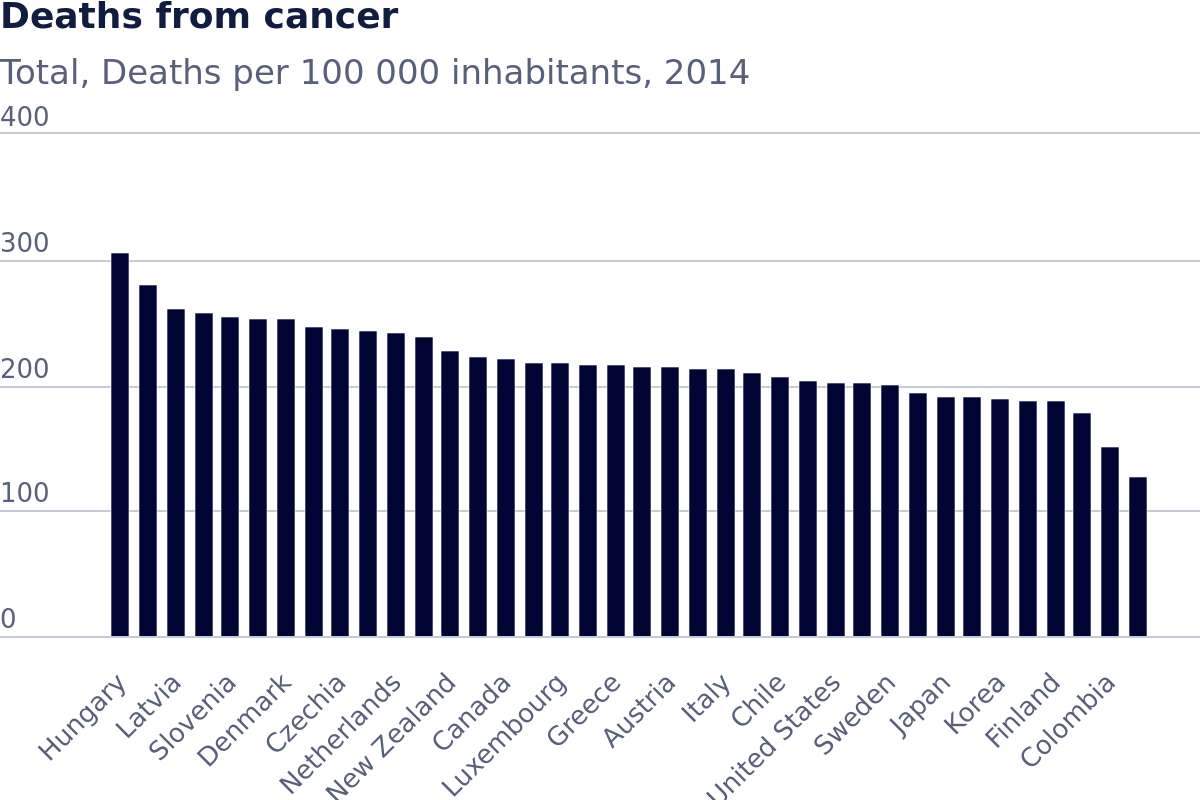 Deaths from cancer
Total, Deaths per 100 000 inhabitants, 2014
400
300
200
100
0
Hungary
Latvia
Slovenia
Denmark
Czechia
Netherlands
New Zealand
Canada
Luxembourg
Greece
Austria
Italy
Chile
United States
Sweden
Japan
Korea
Finland
Colombia